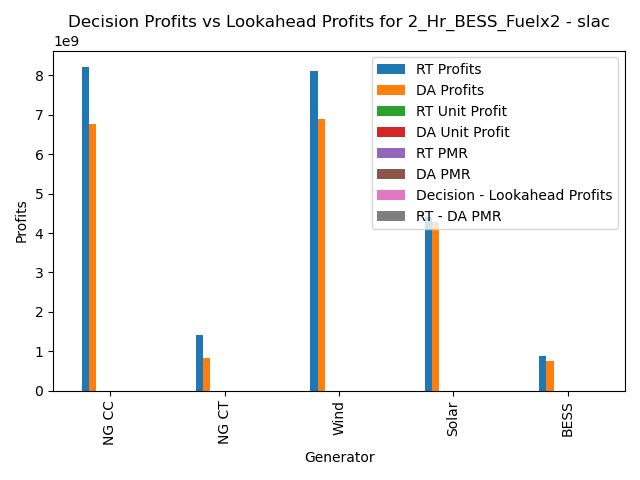 Decision Profits vs Lookahead Profits for 2_Hr_BESS_Fuelx2 - slac
1e9
8
7
6
5
4
3
2
1
0
Profits
RT Profits
DA Profits
RT Unit Profit
DA Unit Profit
RT PMR
DA PMR
Decision - Lookahead Profits
RT - DA PMR
NG CC
NG CT
Wind
Solar
BESS
Generator